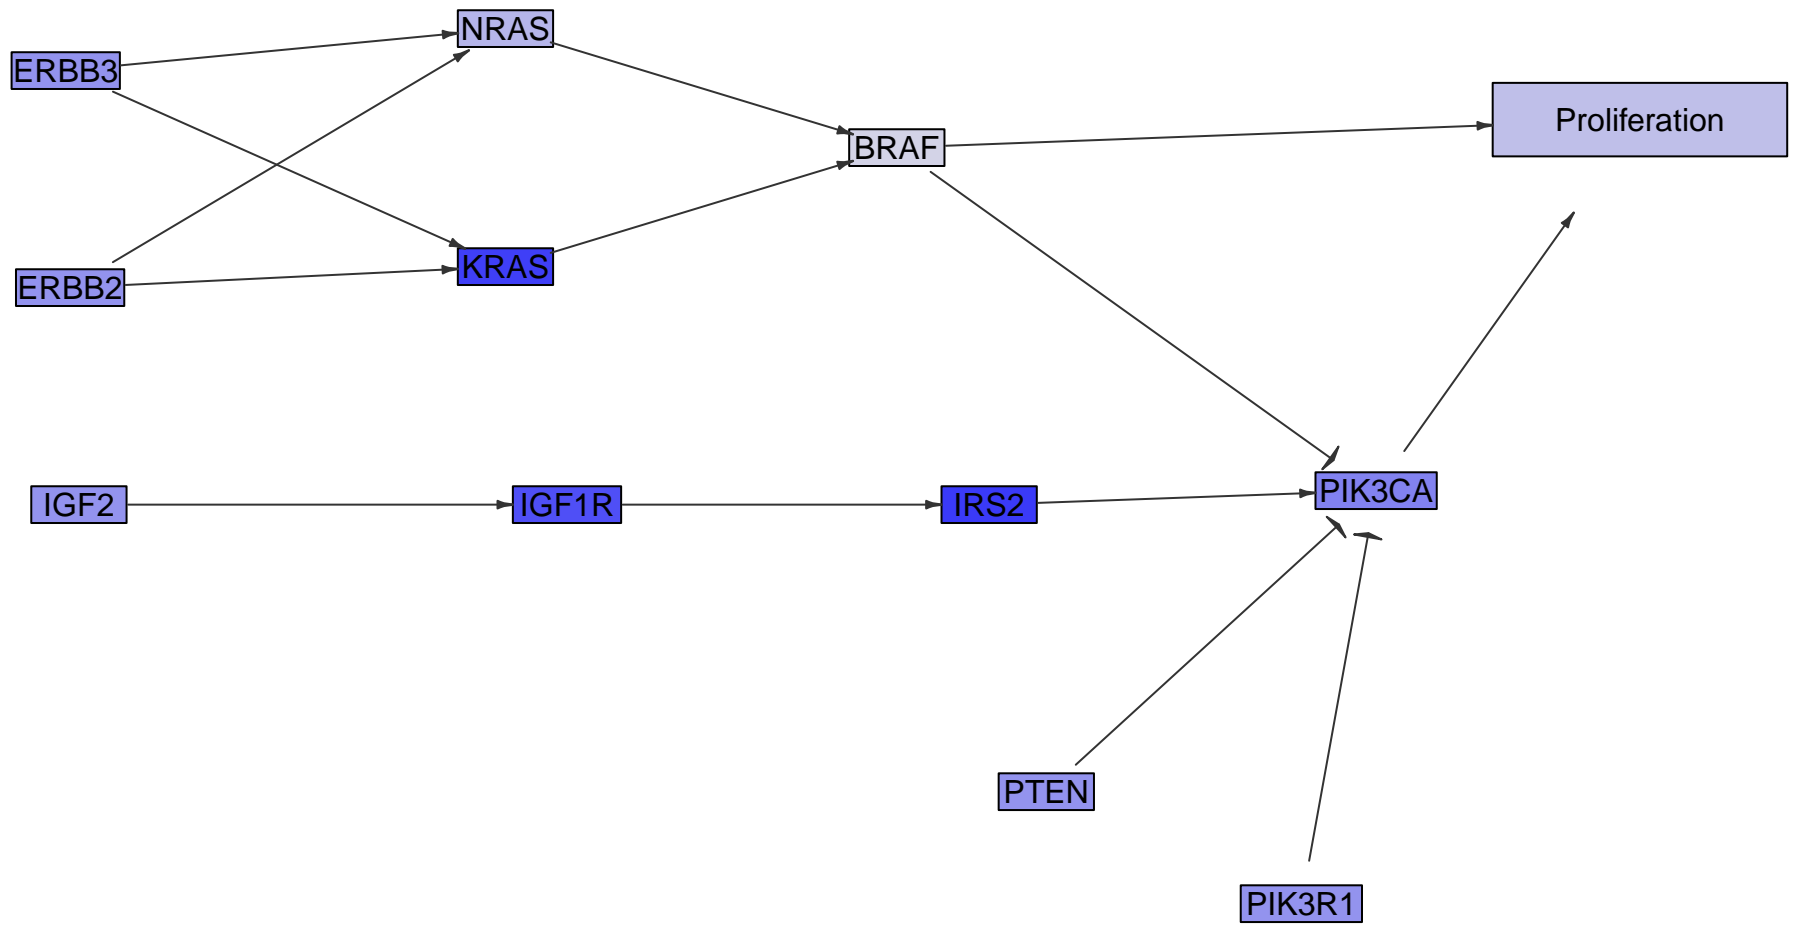 NRAS
ERBB3
Proliferation
BRAF
KRAS
ERBB2
PIK3CA
IGF2
IGF1R
IRS2
PTEN
PIK3R1